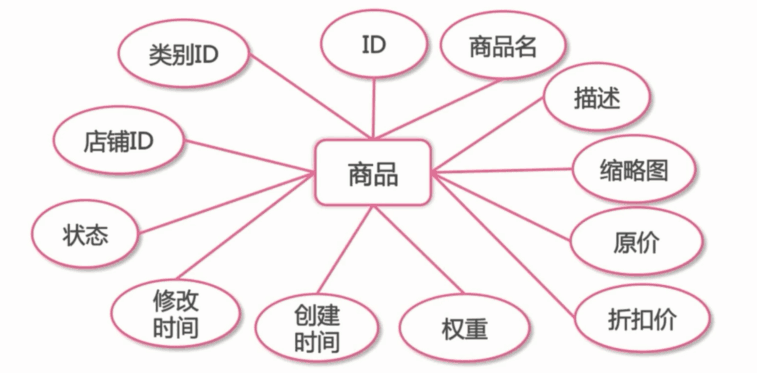 类别ID
ID
商品名
描述
店铺ID
商品
缩略图
状态
原价
修改
时间
创建
时间
权重
折扣价